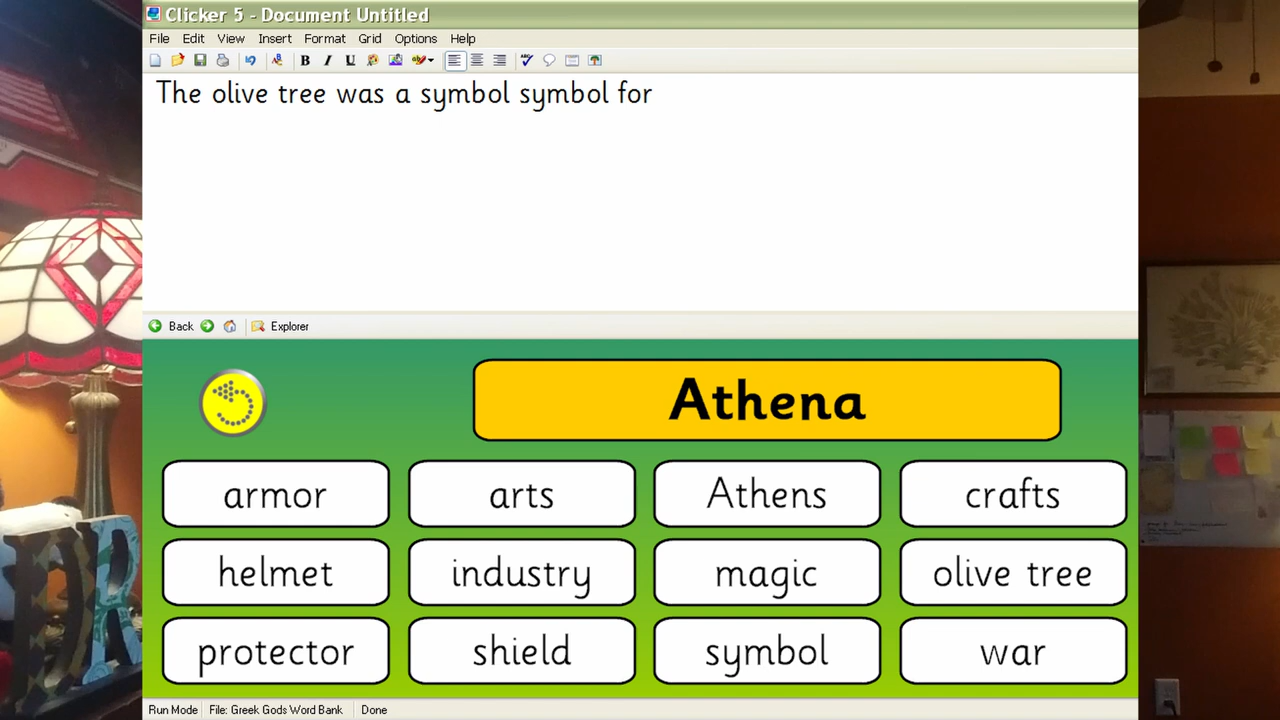 Clicker 5 - Document Untitled
File Edit View Insert Format Grid Options Help
B I U
The olive tree was a symbol symbol for
Back Explorer
Athena
armor arts Athens crafts
helmet industry magic olive tree
protector shield symbol war
Run Mode File: Greek Gods Word Bank Done